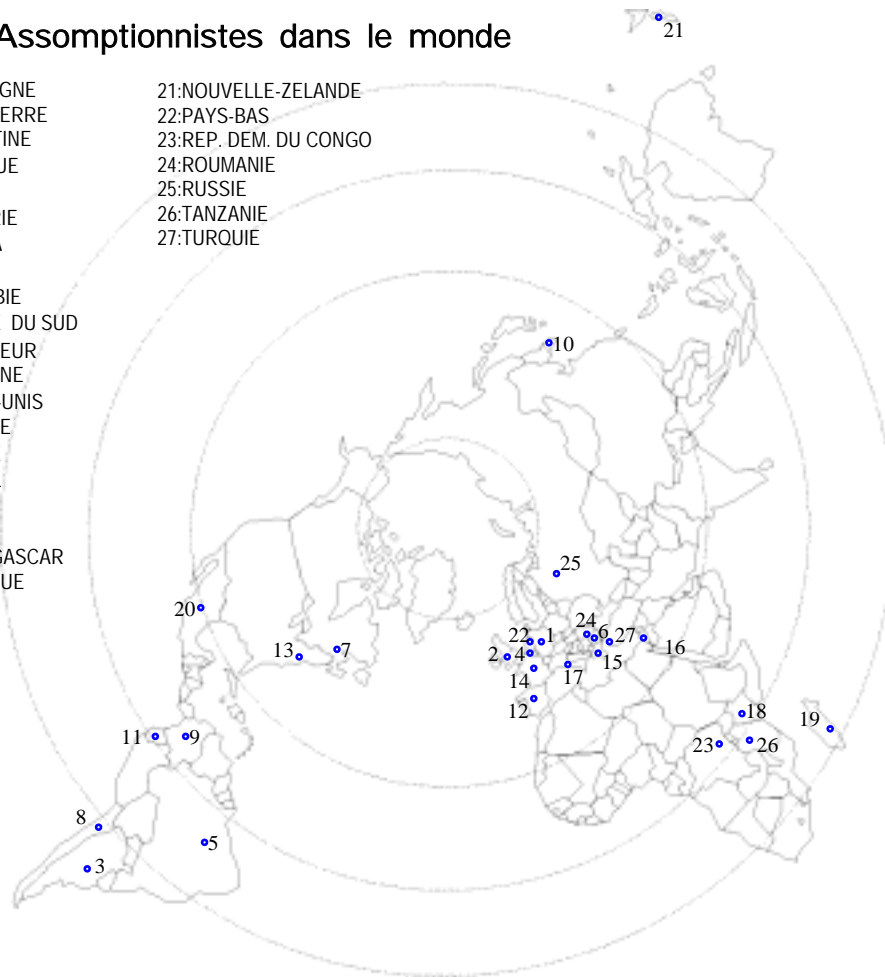 Assomptionnistes dans le monde
GNE
ERRE
TINE
UE
RIE
A
BIE
DU SUD
EUR
NE
UNIS
E
GASCAR
UE
21:NOUVELLE-ZELANDE
22:PAYS-BAS
23:REP. DEM. DU CONGO
24:ROUMANIE
25:RUSSIE
26:TANZANIE
27:TURQUIE
21
10
25
20
13
7
22
1
24
6
27
16
2
4
15
17
14
12
11
9
18
19
23
26
8
5
3